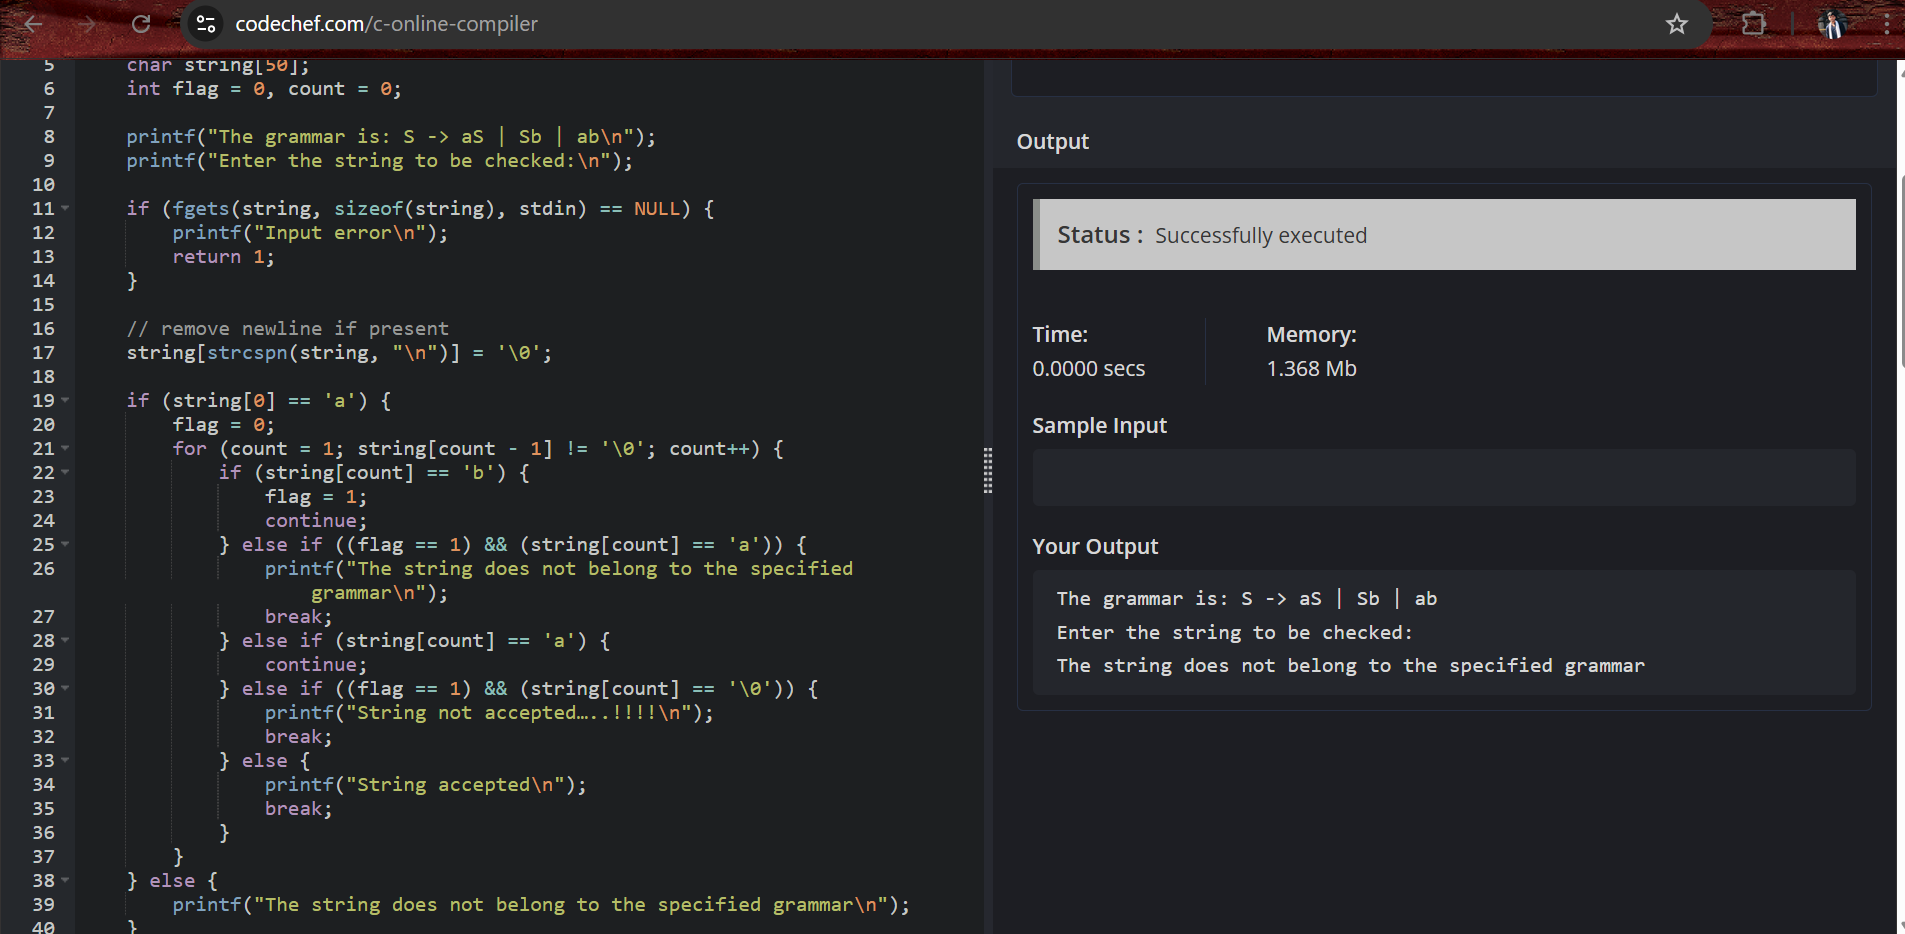 codechef.com/c-online-compiler
5 char string[50];
6 int flag = 0, count = 0;
7
8 printf("The grammar is: S -> aS | Sb | ab\n");
9 printf("Enter the string to be checked:\n");
10
11 if (fgets(string, sizeof(string), stdin) == NULL) {
12 printf("Input error\n");
13 return 1;
14 }
15
16 // remove newline if present
17 string[strcspn(string, "\n")] = '\0';
18
19 if (string[0] == 'a') {
20 flag = 0;
21 for (count = 1; string[count - 1] != '\0'; count++) {
22 if (string[count] == 'b') {
23 flag = 1;
24 continue;
25 } else if ((flag == 1) && (string[count] == 'a')) {
26 printf("The string does not belong to the specified
grammar\n");
27 break;
28 } else if (string[count] == 'a') {
29 continue;
30 } else if ((flag == 1) && (string[count] == '\0')) {
31 printf("String not accepted…..!!!!\n");
32 break;
33 } else {
34 printf("String accepted\n");
35 break;
36 }
37 }
38 } else {
39 printf("The string does not belong to the specified grammar\n");
40 }
Output
Status : Successfully executed
Time:
0.0000 secs
Memory:
1.368 Mb
Sample Input
Your Output
The grammar is: S -> aS | Sb | ab
Enter the string to be checked:
The string does not belong to the specified grammar